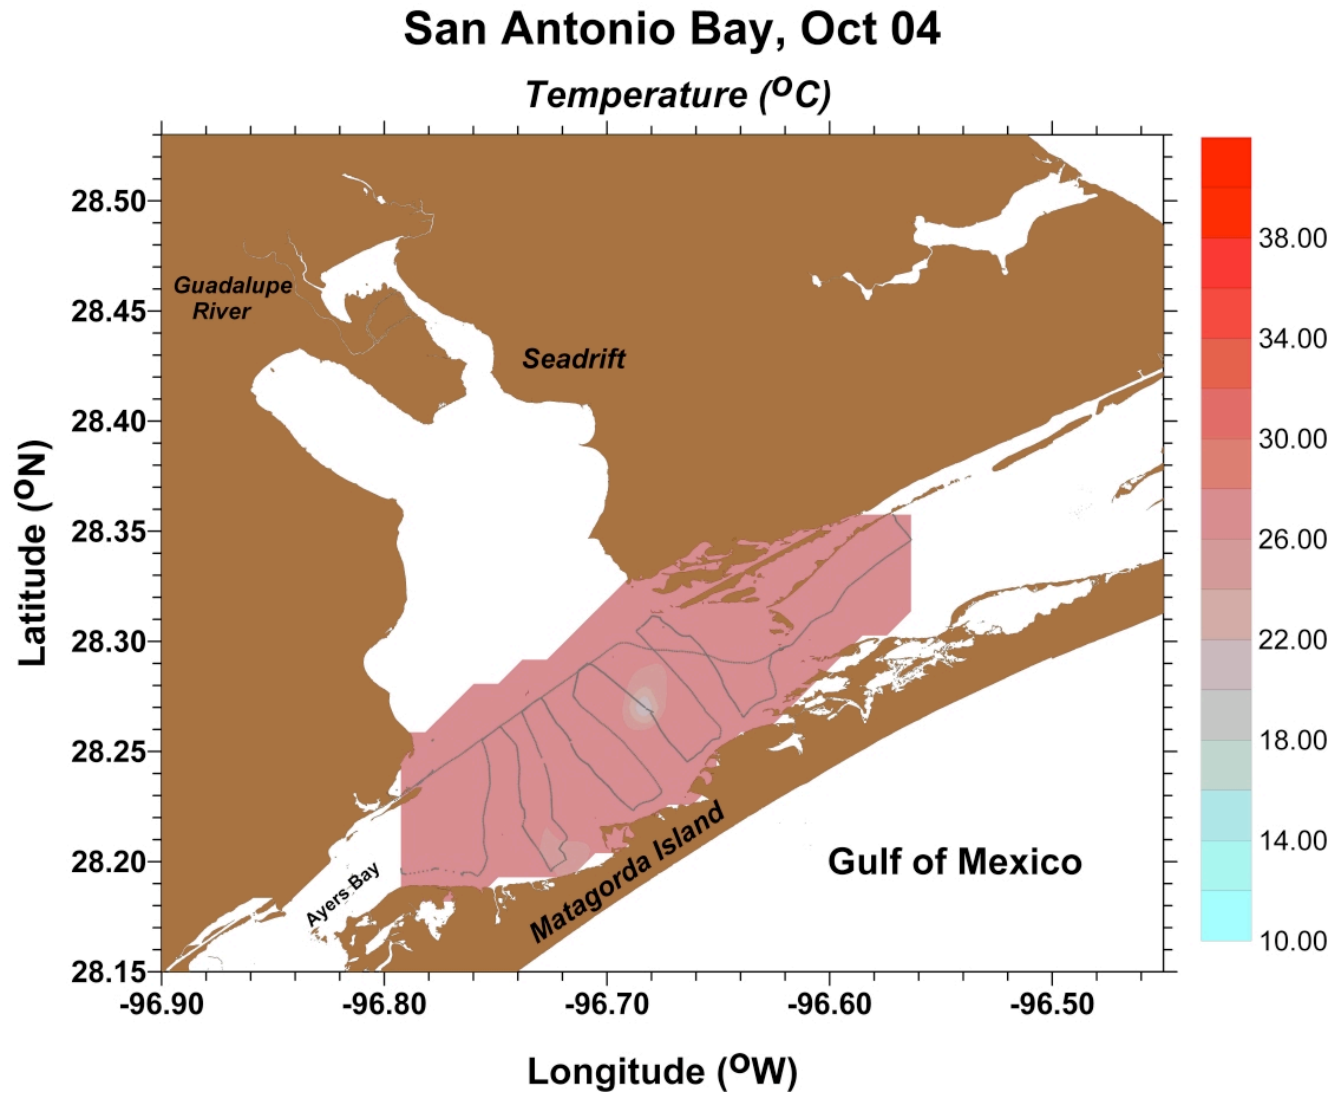 San Antonio Bay, Oct 04
Temperature (ºC)
28.50
28.45
28.40
28.35
28.30
28.25
28.20
28.15
Latitude (ºN)
Guadalupe
River
Seadrift
Ayers Bay
Matagorda Island
Gulf of Mexico
38.00
34.00
30.00
26.00
22.00
18.00
14.00
10.00
-96.90
-96.80
-96.70
-96.60
-96.50
Longitude (ºW)